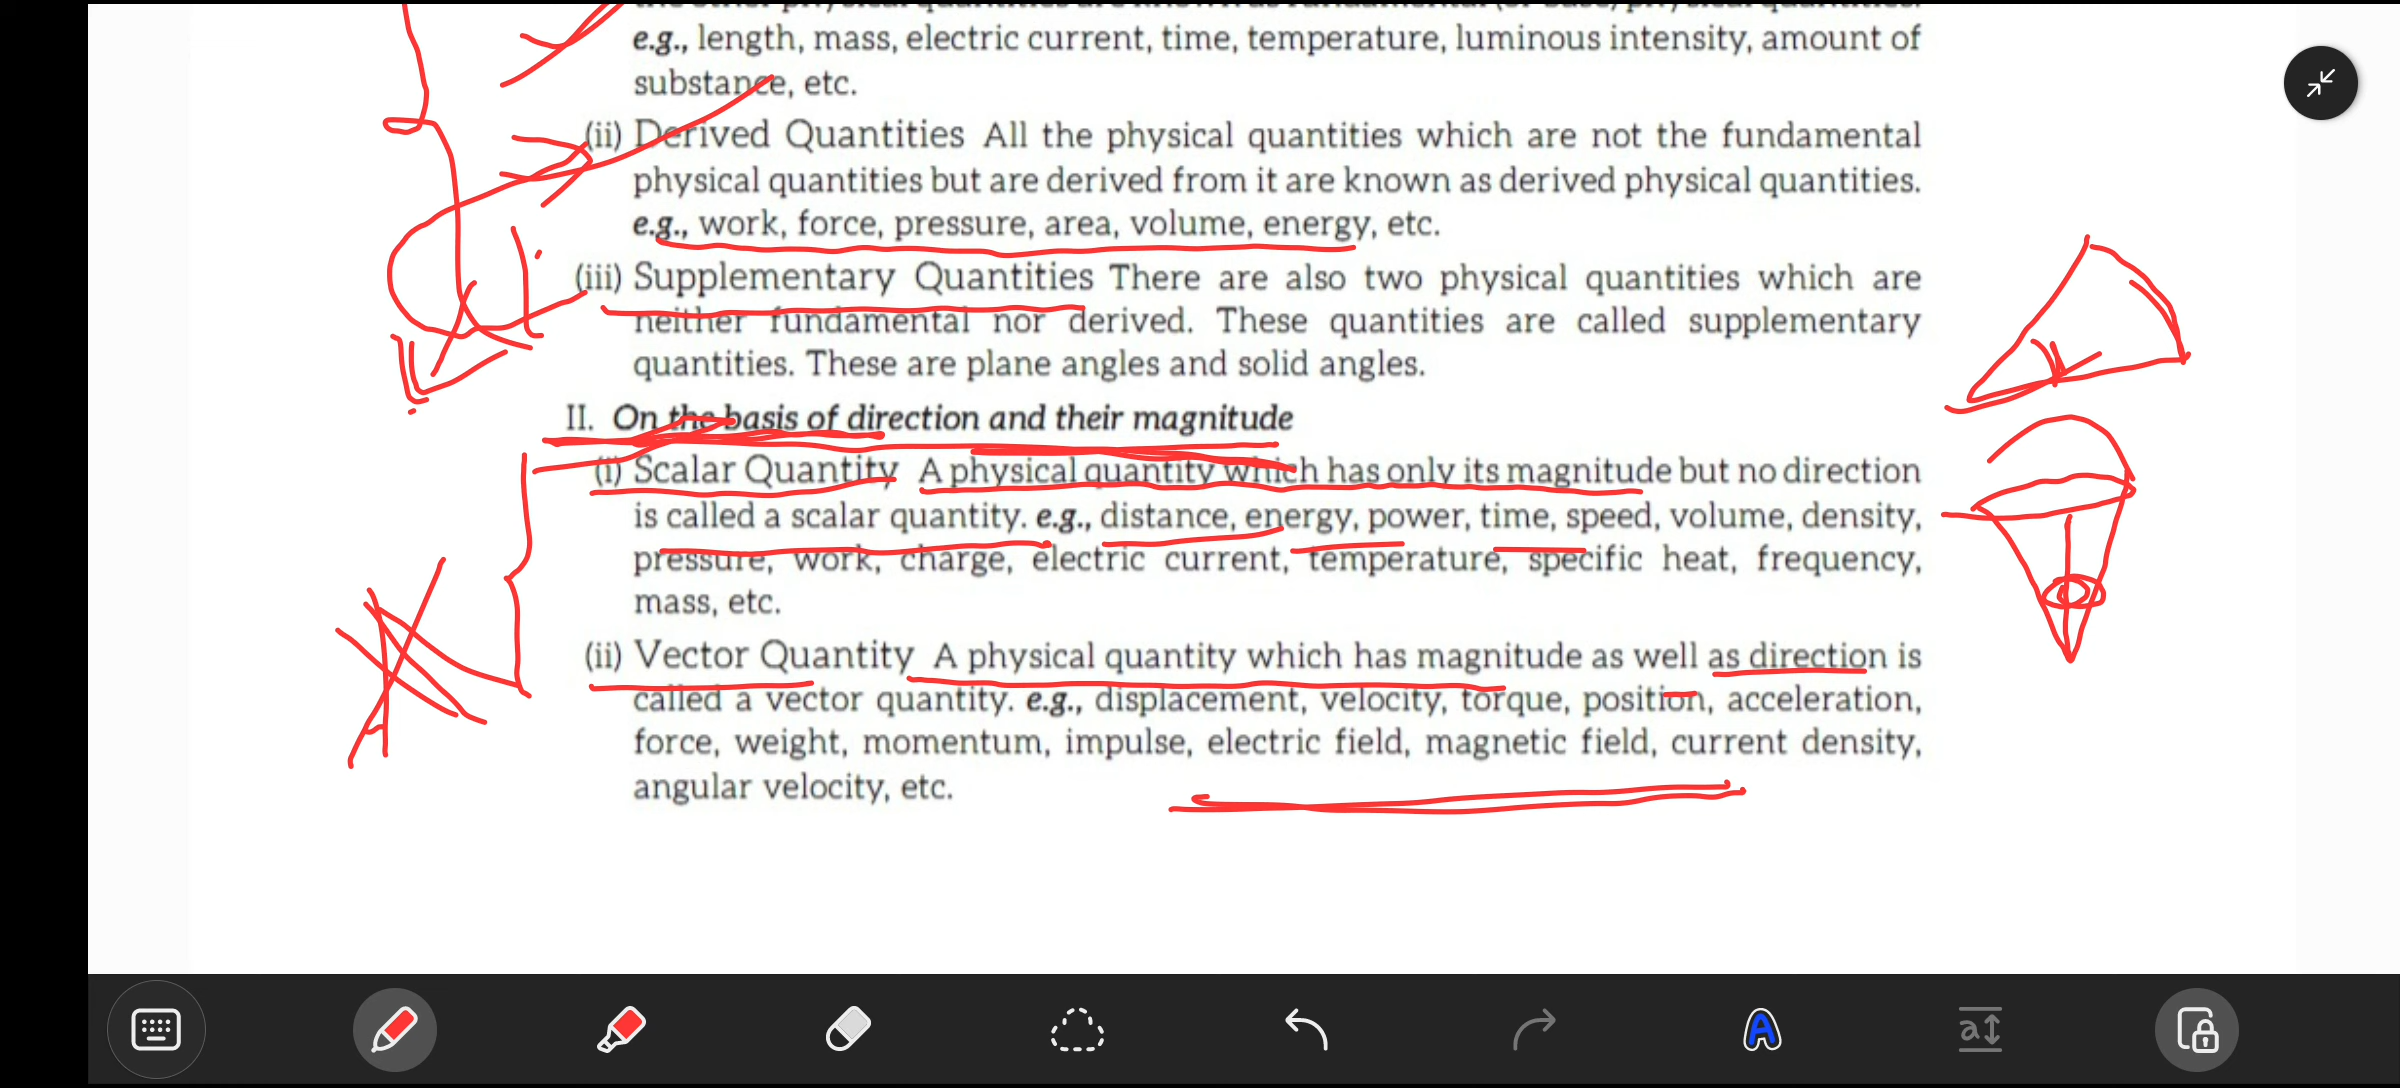 e.g., length, mass, electric current, time, temperature, luminous intensity, amount of
substance, etc.
(ii) Derived Quantities All the physical quantities which are not the fundamental
physical quantities but are derived from it are known as derived physical quantities.
e.g., work, force, pressure, area, volume, energy, etc.
(iii) Supplementary Quantities There are also two physical quantities which are
neither fundamental nor derived. These quantities are called supplementary
quantities. These are plane angles and solid angles.
II. On the basis of direction and their magnitude
(i) Scalar Quantity A physical quantity which has only its magnitude but no direction
is called a scalar quantity. e.g., distance, energy, power, time, speed, volume, density,
pressure, work, charge, electric current, temperature, specific heat, frequency,
mass, etc.
(ii) Vector Quantity A physical quantity which has magnitude as well as direction is
called a vector quantity. e.g., displacement, velocity, torque, position, acceleration,
force, weight, momentum, impulse, electric field, magnetic field, current density,
angular velocity, etc.
A
a